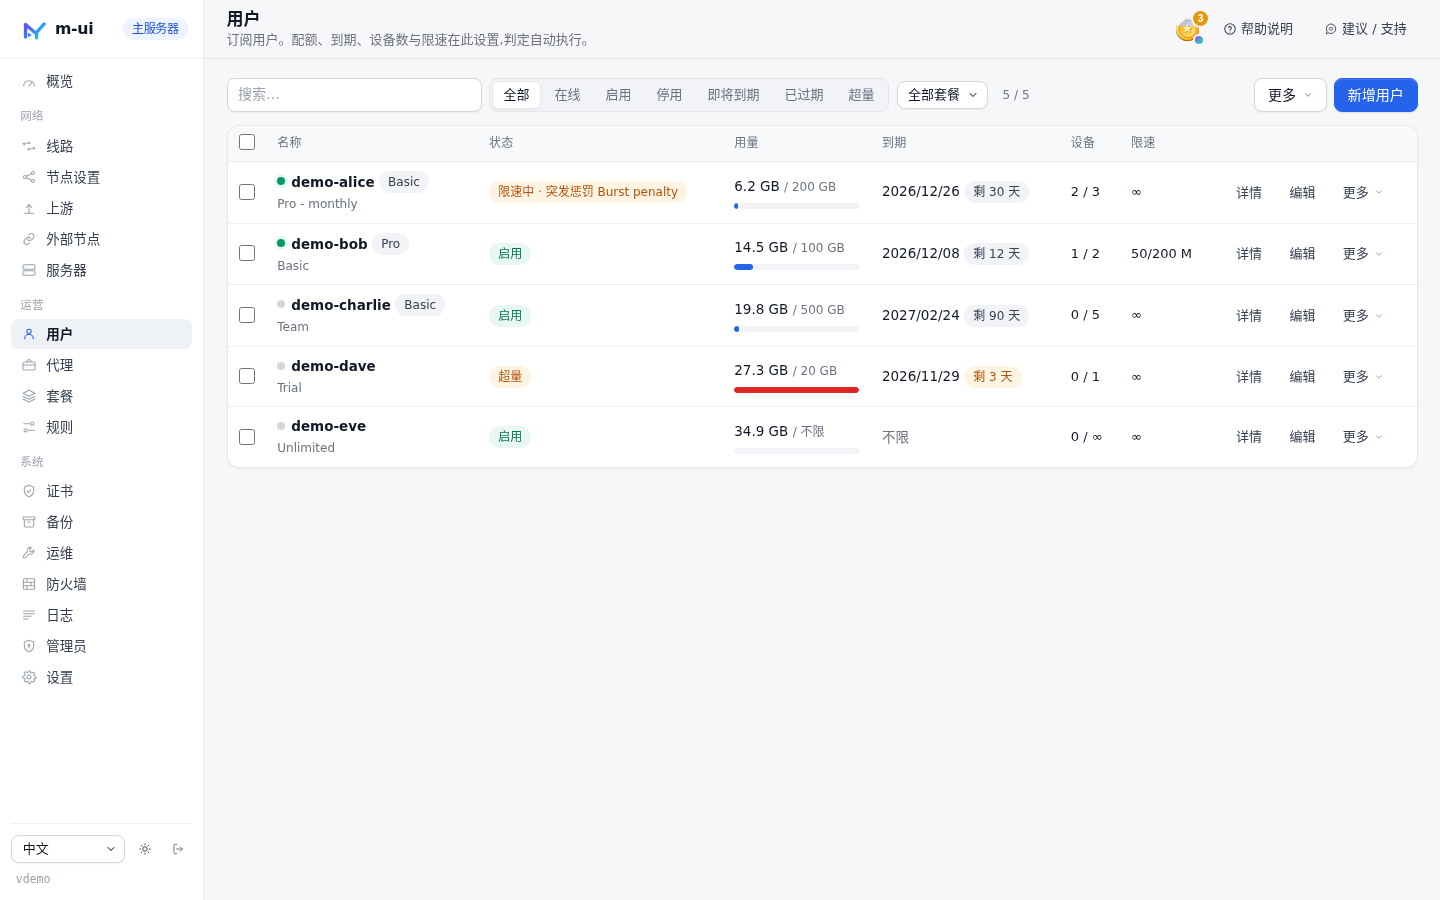 m-ui 主服务器
概览
网络
线路
节点设置
上游
外部节点
服务器
运营
用户
代理
套餐
规则
系统
证书
备份
运维
防火墙
日志
管理员
设置
中文
vdemo
用户
订阅用户。配额、到期、设备数与限速在此设置,判定自动执行。
3 帮助说明 建议 / 支持
搜索… 全部 在线 启用 停用 即将到期 已过期 超量 全部套餐 5 / 5 更多 新增用户
名称 状态 用量 到期 设备 限速
demo-alice Basic
Pro - monthly
限速中 · 突发惩罚 Burst penalty 6.2 GB / 200 GB 2026/12/26 剩 30 天 2 / 3 ∞ 详情 编辑 更多
demo-bob Pro
Basic
启用 14.5 GB / 100 GB 2026/12/08 剩 12 天 1 / 2 50/200 M 详情 编辑 更多
demo-charlie Basic
Team
启用 19.8 GB / 500 GB 2027/02/24 剩 90 天 0 / 5 ∞ 详情 编辑 更多
demo-dave
Trial
超量 27.3 GB / 20 GB 2026/11/29 剩 3 天 0 / 1 ∞ 详情 编辑 更多
demo-eve
Unlimited
启用 34.9 GB / 不限 不限 0 / ∞ ∞ 详情 编辑 更多